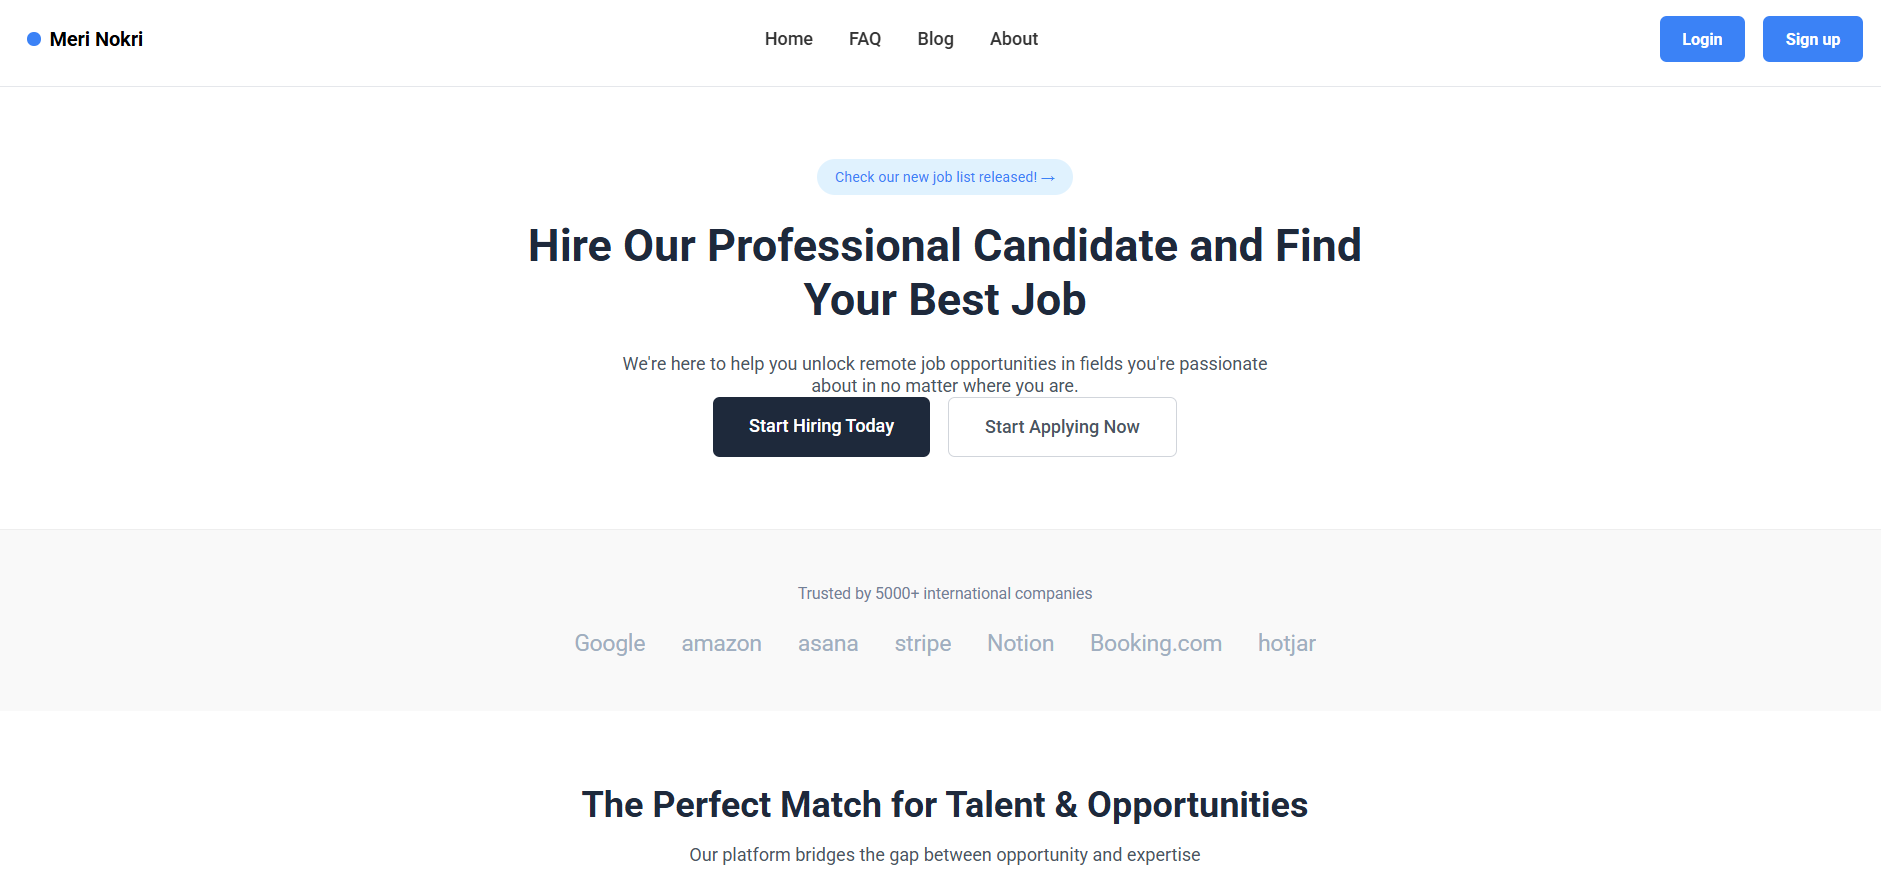 Meri Nokri
Home FAQ Blog About
Login Sign up
Check our new job list released! →
Hire Our Professional Candidate and Find
Your Best Job
We're here to help you unlock remote job opportunities in fields you're passionate
about in no matter where you are.
Start Hiring Today Start Applying Now
Trusted by 5000+ international companies
Google amazon asana stripe Notion Booking.com hotjar
The Perfect Match for Talent & Opportunities
Our platform bridges the gap between opportunity and expertise